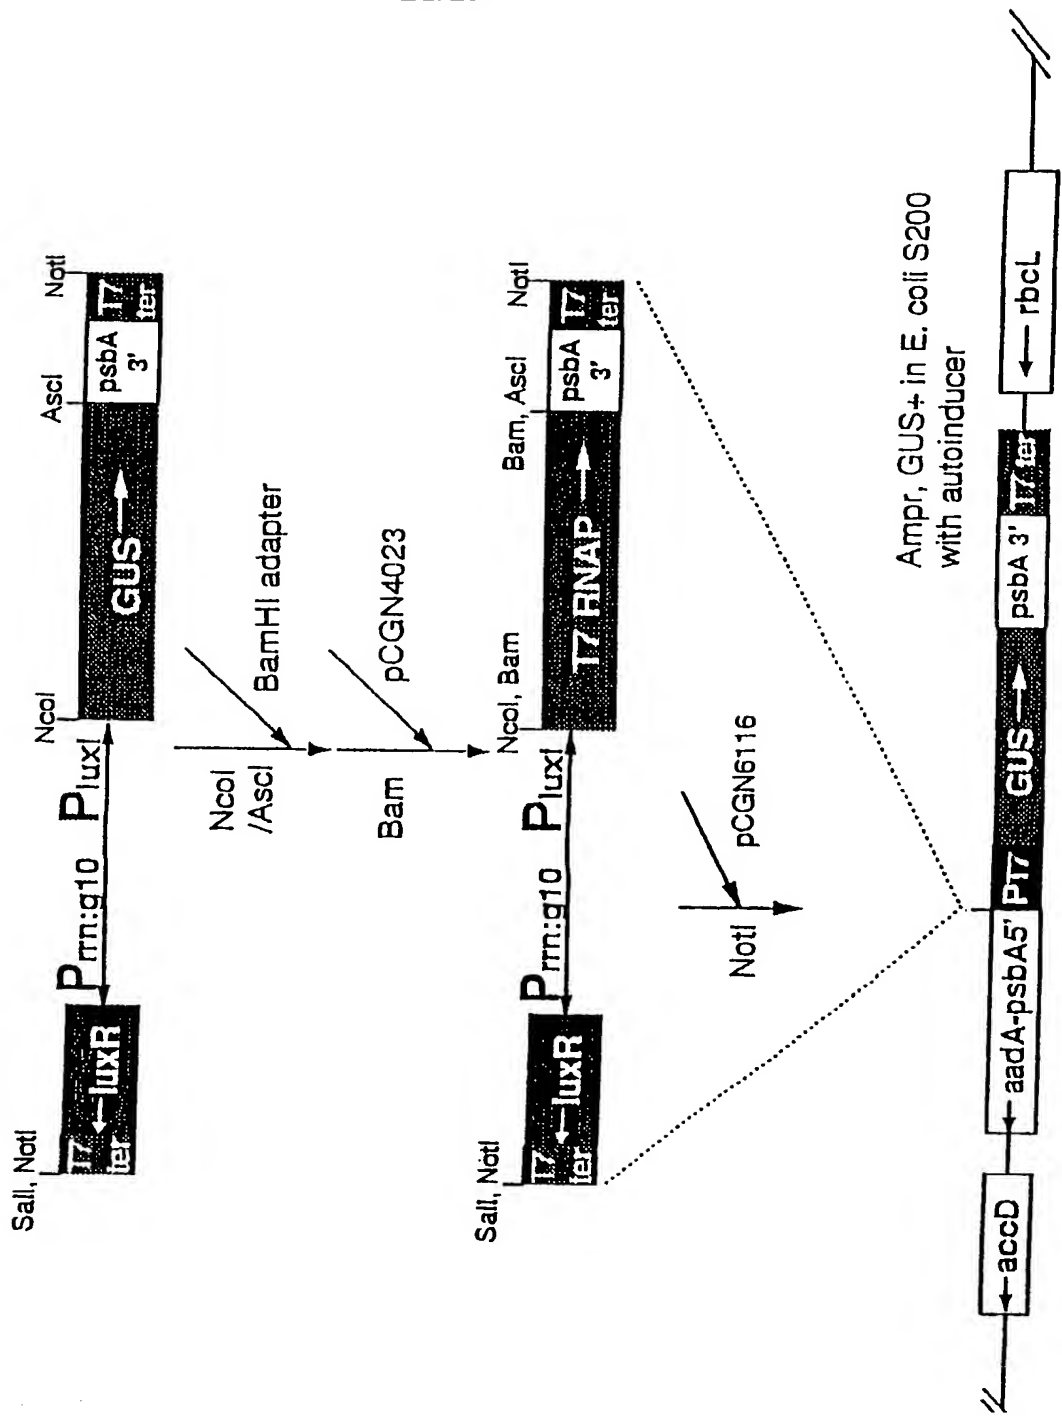 SalI, NotI
NcoI
AscI
NotI
T7
ter
luxR
Prrn:g10
PluxI
GUS
psbA
3'
T7
ter
NcoI
/AscI
BamHI adapter
Bam
pCGN4023
SalI, NotI
NcoI, Bam
Bam, AscI
NotI
T7
ter
luxR
Prrn:g10
PluxI
T7 RNAP
psbA
3'
T7
ter
NotI
pCGN6116
Ampr, GUS+ in E. coli S200
with autoinducer
accD
aadA-psbA5'
PT7
GUS
psbA 3'
T7 ter
rbcL